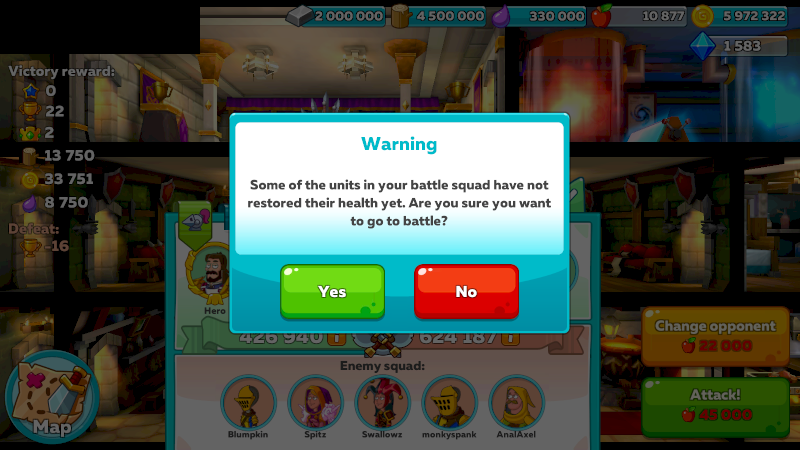 2 000 000
4 500 000
330 000
10 877
5 972 322
1 583
Victory reward:
0
22
2
13 750
33 751
8 750
Defeat:
-16
Warning
Some of the units in your battle squad have not
restored their health yet. Are you sure you want
to go to battle?
Yes
No
Hero
426 940
624 187
Enemy squad:
Blumpkin
Spitz
Swallowz
monkyspank
AnalAxel
Change opponent
22 000
Attack!
45 000
Map